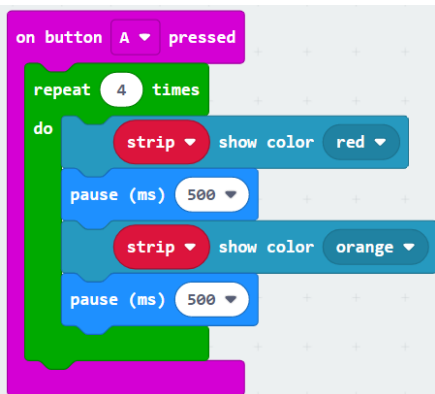 on button A pressed
repeat 4 times
do
strip show color red
pause (ms) 500
strip show color orange
pause (ms) 500